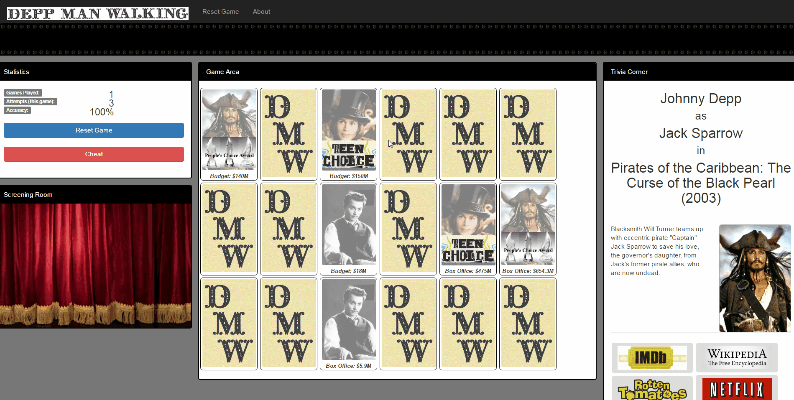 DEPP MAN WALKING
Reset Game
About
Statistics
Games Played:
1
Attempts (this game):
3
Accuracy:
100%
Reset Game
Cheat
Screening Room
Game Area
People's Choice Award
Budget: $140M
D
M
W
TEEN
CHOICE
Budget: $150M
D
M
W
D
M
W
D
M
W
D
M
W
D
M
W
Budget: $18M
D
M
W
TEEN
CHOICE
Box Office: $475M
People's Choice Award
Box Office: $654.3M
D
M
W
D
M
W
Box Office: $5.9M
D
M
W
D
M
W
D
M
W
Trivia Corner
Johnny Depp
as
Jack Sparrow
in
Pirates of the Caribbean: The
Curse of the Black Pearl
(2003)
Blacksmith Will Turner teams up
with eccentric pirate "Captain"
Jack Sparrow to save his love,
the governor's daughter, from
Jack's former pirate allies, who
are now undead.
IMDb
WIKIPEDIA
The Free Encyclopedia
Rotten
Tomatoes
NETFLIX